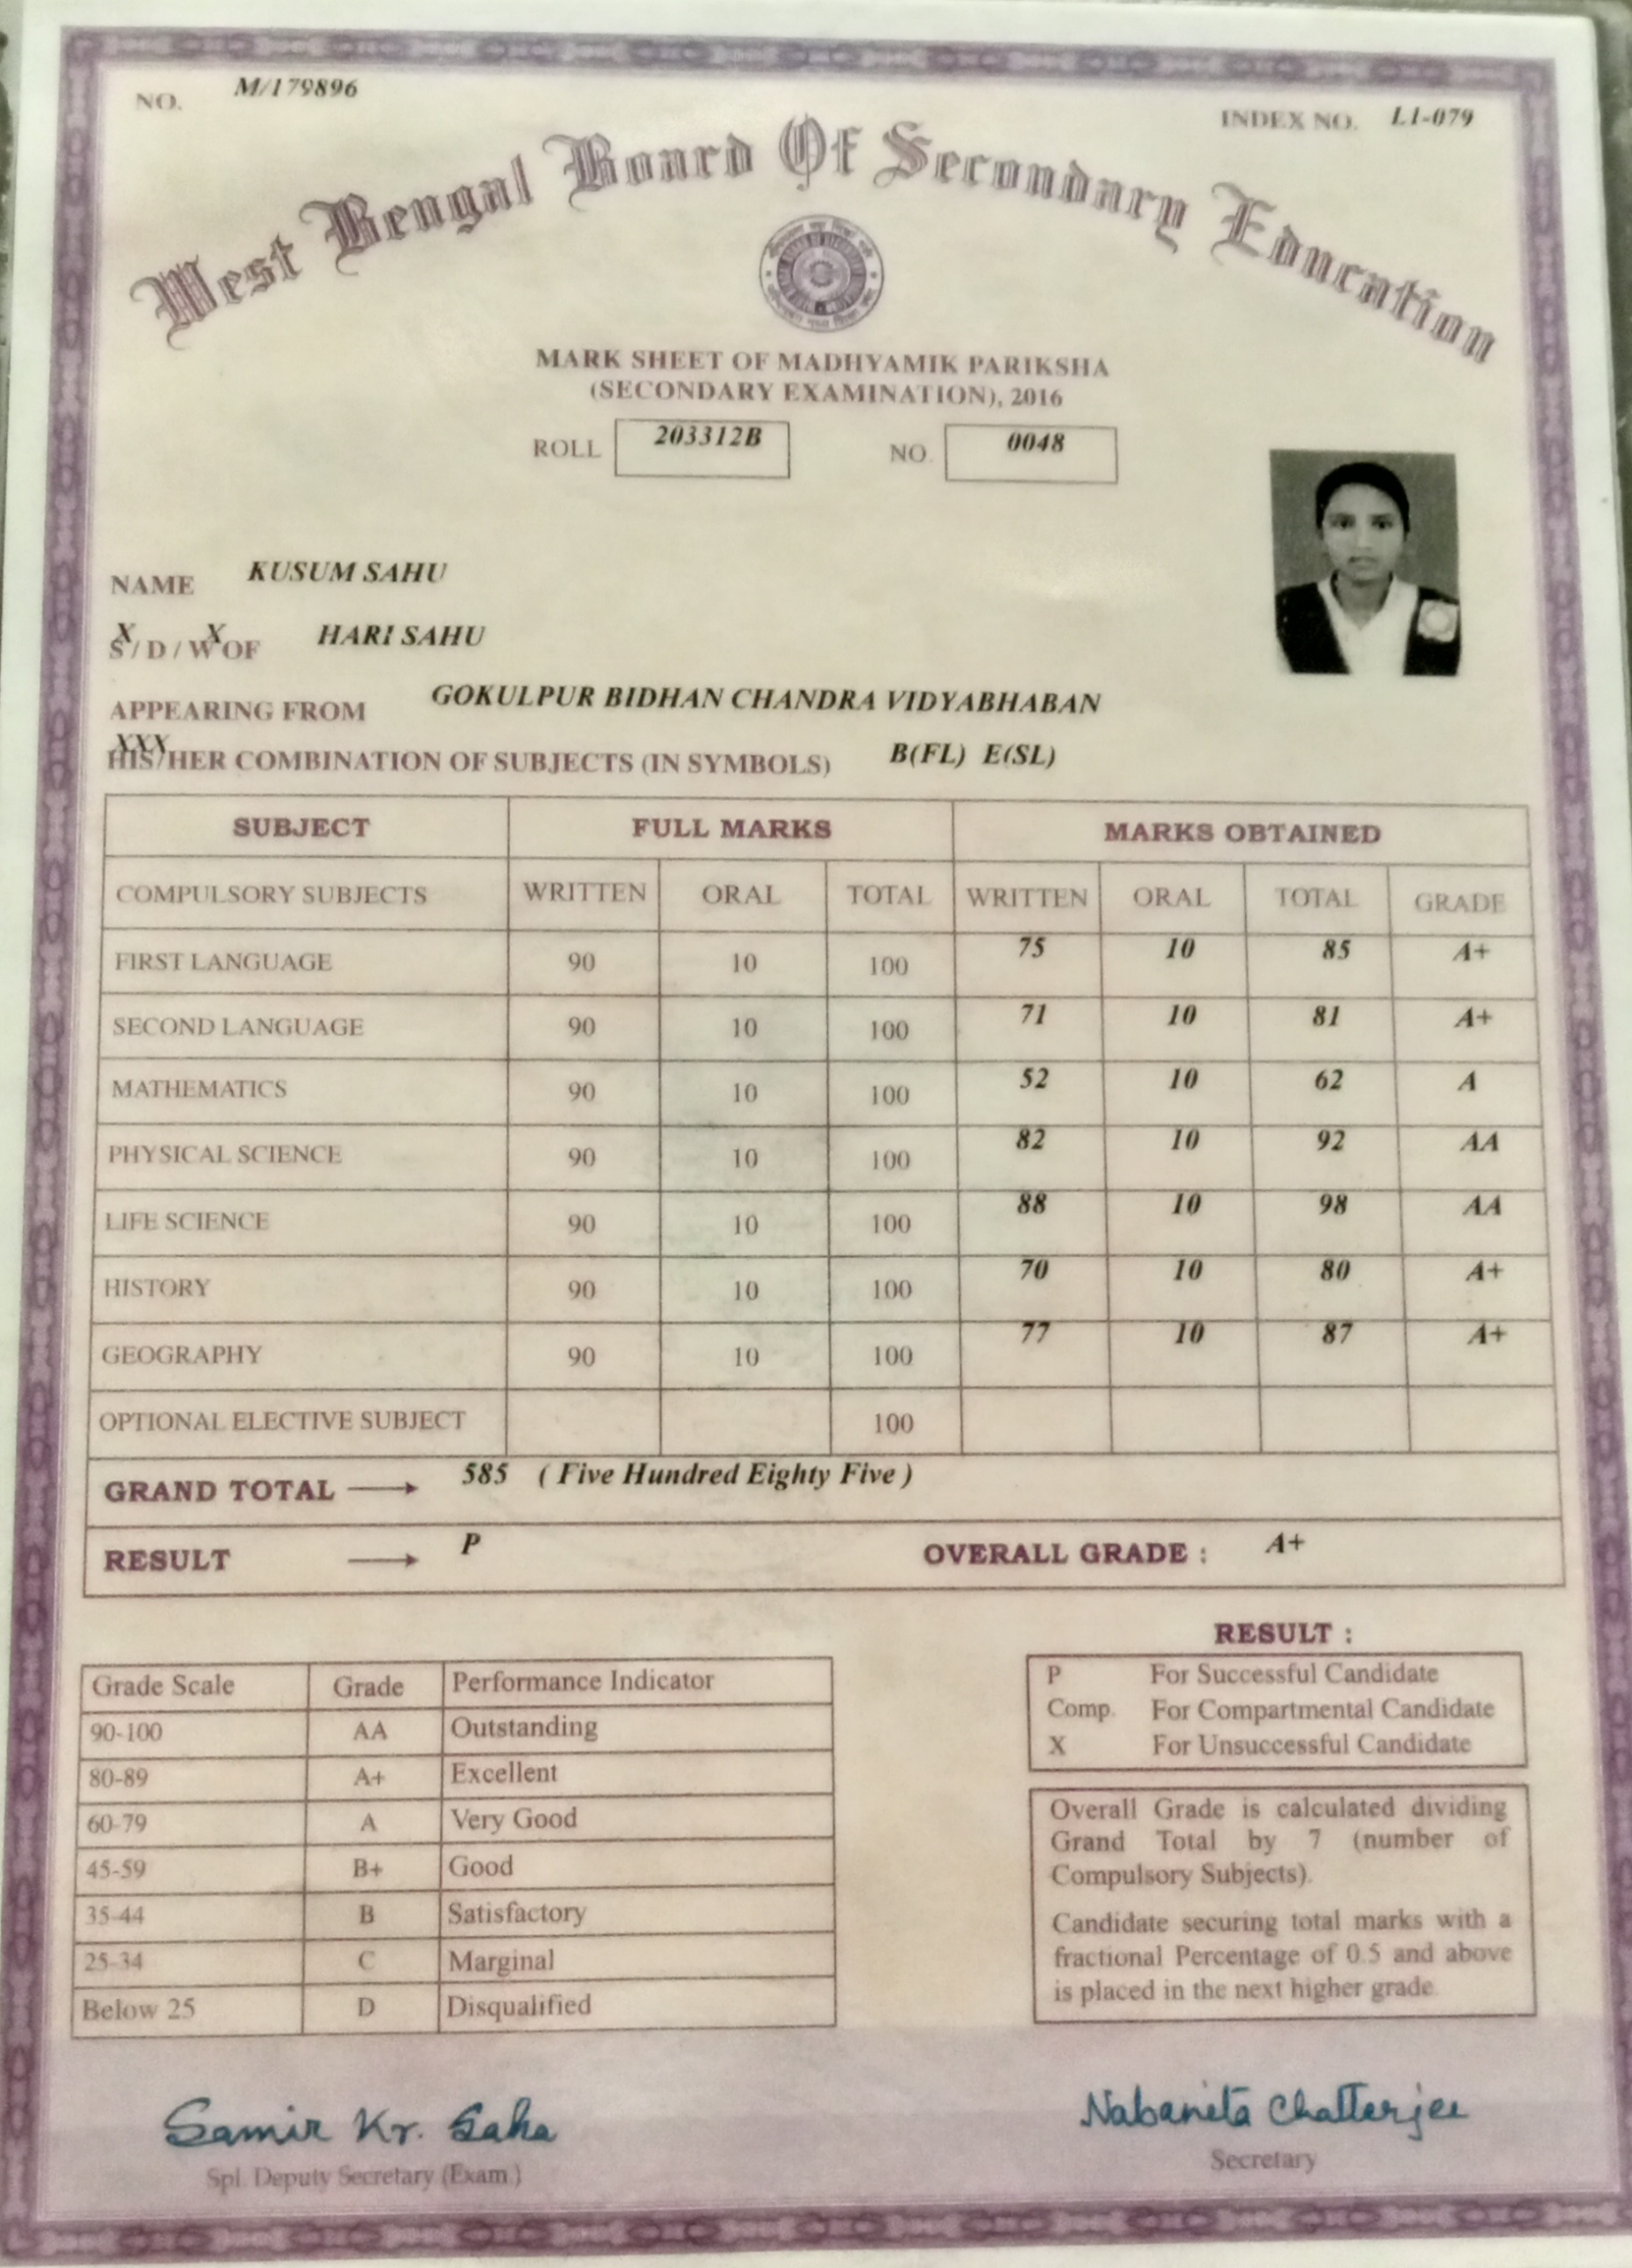 NO. M/179896
INDEX NO. L1-079
West Bengal Board Of Secondary Education
MARK SHEET OF MADHYAMIK PARIKSHA
(SECONDARY EXAMINATION), 2016
ROLL 203312B NO. 0048
NAME KUSUM SAHU
X X
S / D / W OF HARI SAHU
APPEARING FROM GOKULPUR BIDHAN CHANDRA VIDYABHABAN
XXX
HIS/HER COMBINATION OF SUBJECTS (IN SYMBOLS) B(FL) E(SL)
SUBJECT FULL MARKS MARKS OBTAINED
COMPULSORY SUBJECTS WRITTEN ORAL TOTAL WRITTEN ORAL TOTAL GRADE
FIRST LANGUAGE 90 10 100 75 10 85 A+
SECOND LANGUAGE 90 10 100 71 10 81 A+
MATHEMATICS 90 10 100 52 10 62 A
PHYSICAL SCIENCE 90 10 100 82 10 92 AA
LIFE SCIENCE 90 10 100 88 10 98 AA
HISTORY 90 10 100 70 10 80 A+
GEOGRAPHY 90 10 100 77 10 87 A+
OPTIONAL ELECTIVE SUBJECT 100
GRAND TOTAL → 585 ( Five Hundred Eighty Five )
RESULT → P OVERALL GRADE : A+
Grade Scale Grade Performance Indicator
90-100 AA Outstanding
80-89 A+ Excellent
60-79 A Very Good
45-59 B+ Good
35-44 B Satisfactory
25-34 C Marginal
Below 25 D Disqualified
RESULT :
P For Successful Candidate
Comp. For Compartmental Candidate
X For Unsuccessful Candidate
Overall Grade is calculated dividing
Grand Total by 7 (number of
Compulsory Subjects).
Candidate securing total marks with a
fractional Percentage of 0.5 and above
is placed in the next higher grade.
Samir Kr. Saha
Spl. Deputy Secretary (Exam.)
Nabanita Chatterjee
Secretary